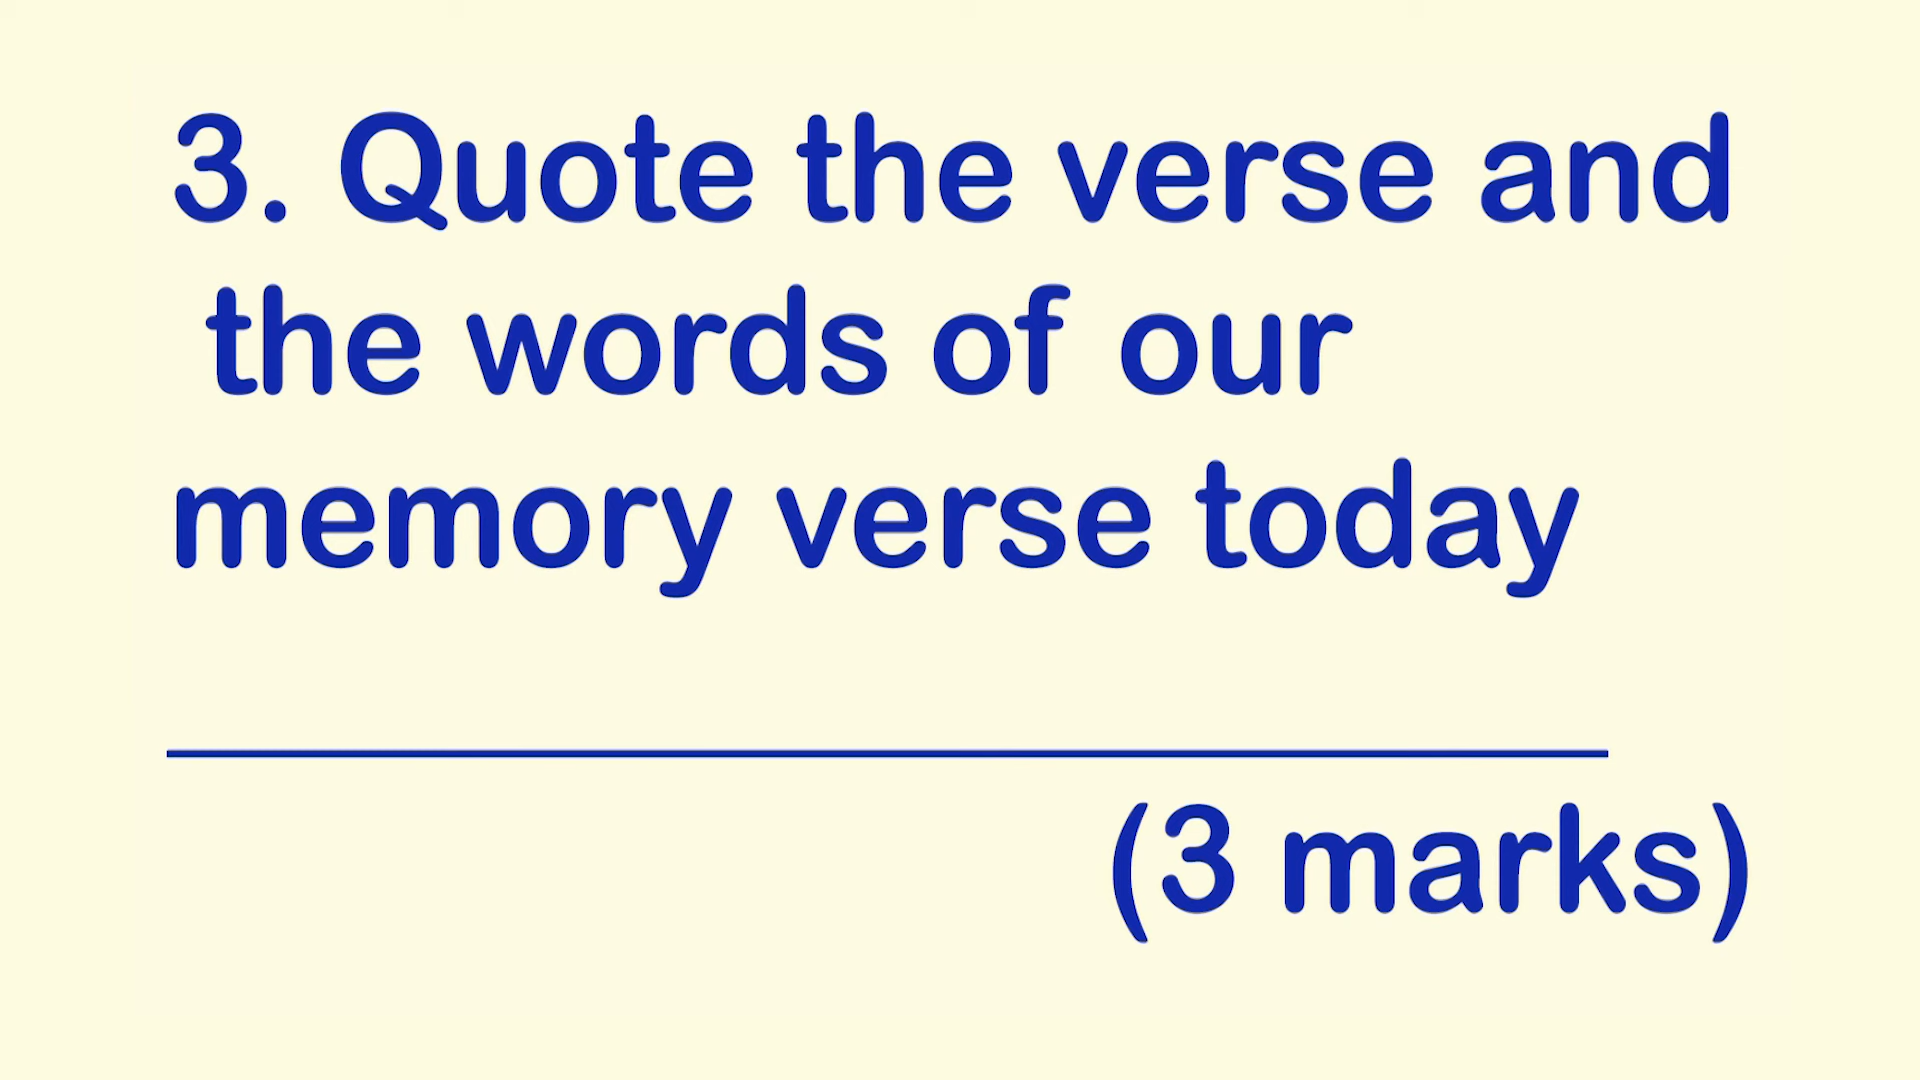 3. Quote the verse and
the words of our
memory verse today
(3 marks)